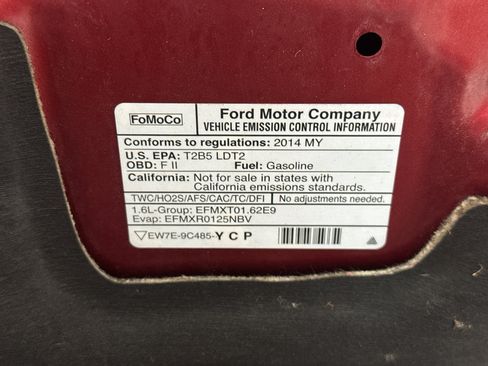 FoMoCo
Ford Motor Company
VEHICLE EMISSION CONTROL INFORMATION
Conforms to regulations: 2014 MY
U.S. EPA: T2B5 LDT2
OBD: F II Fuel: Gasoline
California: Not for sale in states with
California emissions standards.
TWC/HO2S/AFS/CAC/TC/DFI No adjustments needed.
1.6L-Group: EFMXT01.62E9
Evap: EFMXR0125NBV
EW7E-9C485-Y C P